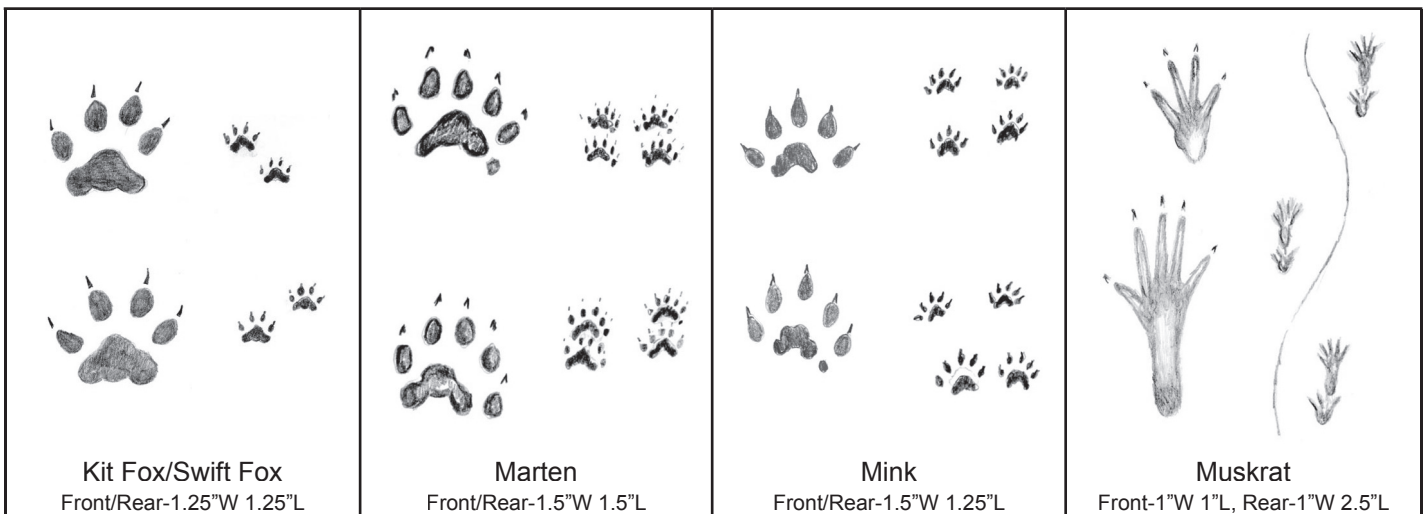 Kit Fox/Swift Fox
Front/Rear-1.25”W 1.25”L
Marten
Front/Rear-1.5”W 1.5”L
Mink
Front/Rear-1.5”W 1.25”L
Muskrat
Front-1”W 1”L, Rear-1”W 2.5”L